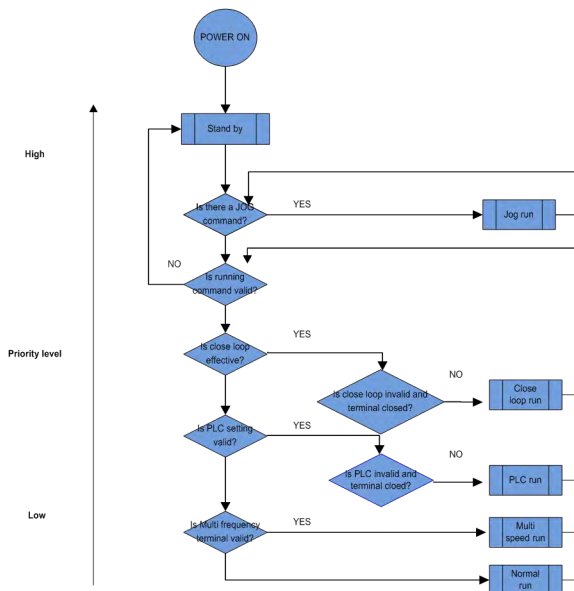 POWER ON
Stand by
High
Is there a JOG
command?
YES
Jog run
NO
Is running
command valid?
Priority level
Is close loop
effective?
YES
Is close loop invalid and
terminal closed?
NO
Close
loop run
Is PLC setting
valid?
YES
Is PLC invalid and
terminal cloed?
NO
PLC run
Low
Is Multi frequency
terminal valid?
YES
Multi
speed run
Normal
run